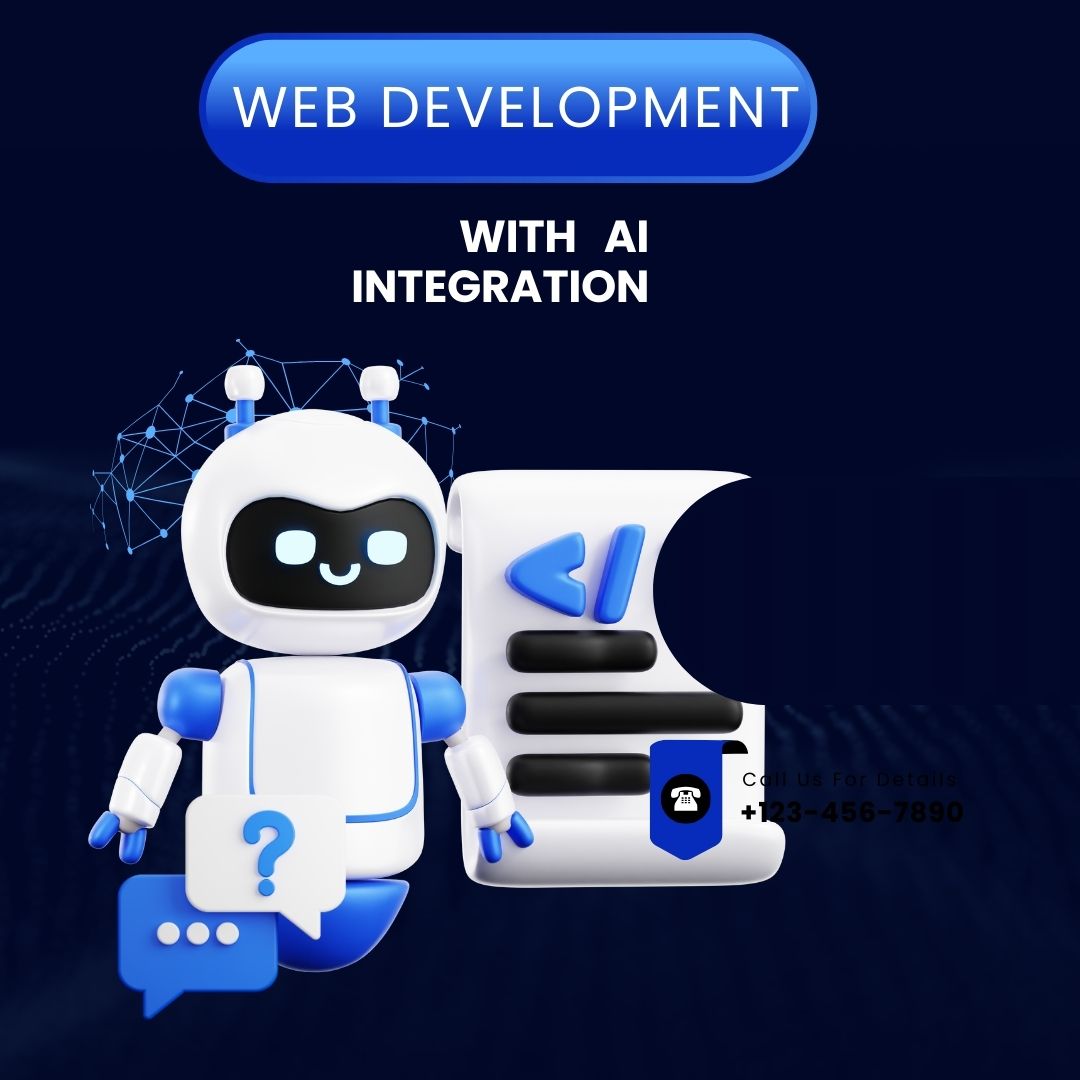 WEB DEVELOPMENT
WITH AI
INTEGRATION
</
?
Call Us For Details
+123-456-7890